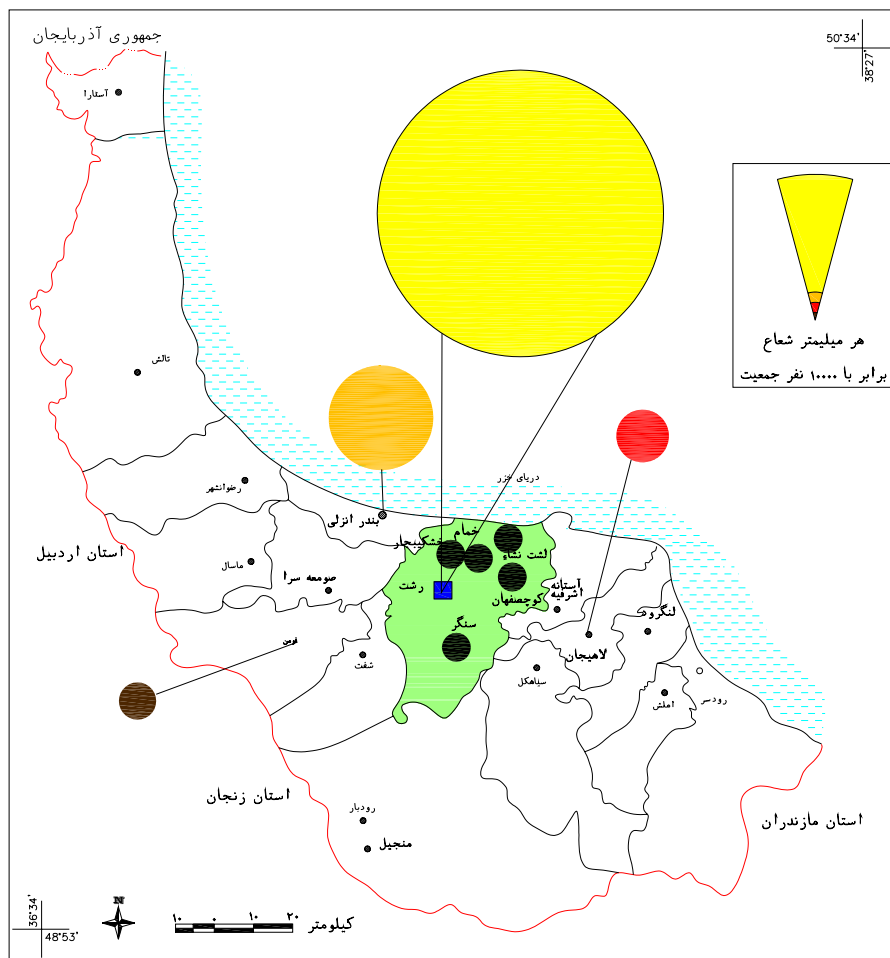 جمهوری آذربایجان
50°34'
38°27'
آستارا
هر میلیمتر شعاع
برابر با ۱۰۰۰۰ نفر جمعیت
تالش
دریای خزر
رضوانشهر
بندر انزلی
خمام
خشکبیجار
لشت نشاء
استان اردبیل
ماسال
صومعه سرا
رشت
کوچصفهان
آستانه
اشرفیه
سنگر
لنگرود
لاهیجان
فومن
شفت
سیاهکل
املش
رودسر
استان زنجان
رودبار
منجیل
استان مازندران
36°34'
48°53'
N
۱۰ ۰ ۱۰ ۲۰
کیلومتر